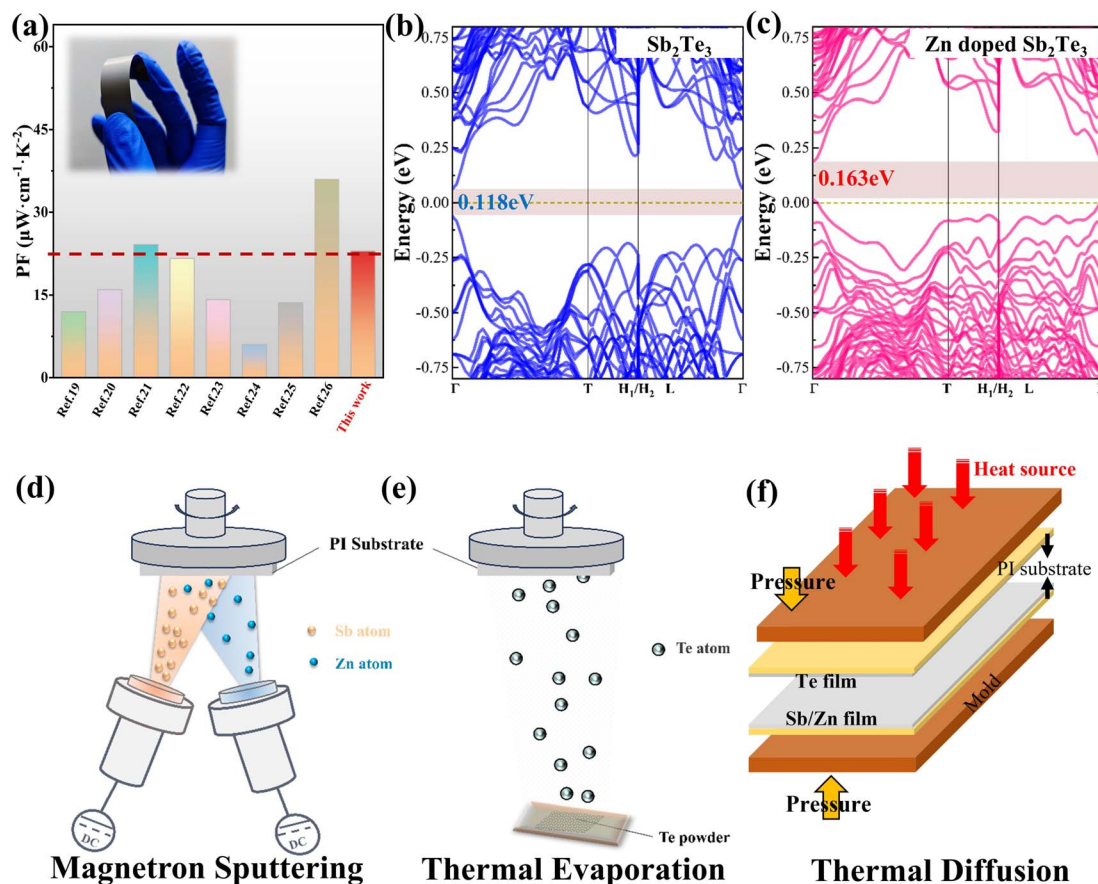 (a)
60
45
30
15
0
PF (μW·cm⁻¹·K⁻²)
Ref.19
Ref.20
Ref.21
Ref.22
Ref.23
Ref.24
Ref.25
Ref.26
This work
(b)
Sb₂Te₃
0.75
0.50
0.25
0.00
-0.25
-0.50
-0.75
Energy (eV)
0.118eV
Γ
T
H₁/H₂
L
Γ
(c)
Zn doped Sb₂Te₃
0.75
0.50
0.25
0.00
-0.25
-0.50
-0.75
Energy (eV)
0.163eV
Γ
T
H₁/H₂
L
(d)
PI Substrate
Sb atom
Zn atom
DC
DC
Magnetron Sputtering
(e)
Te atom
Te powder
Thermal Evaporation
(f)
Heat source
Pressure
PI substrate
Te film
Sb/Zn film
Mold
Pressure
Thermal Diffusion